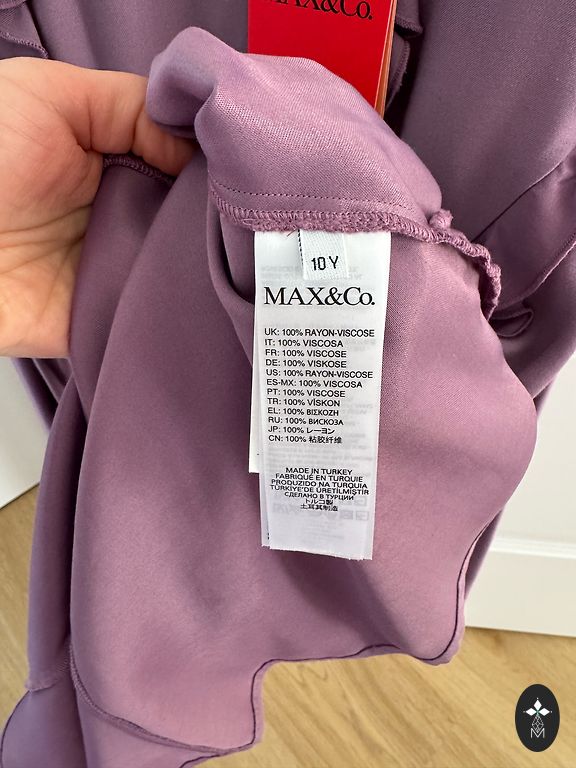 MAX&Co.
10 Y
MAX&Co.
UK: 100% RAYON-VISCOSE
IT: 100% VISCOSA
FR: 100% VISCOSE
DE: 100% VISKOSE
US: 100% RAYON-VISCOSE
ES-MX: 100% VISCOSA
PT: 100% VISCOSE
TR: 100% VİSKON
EL: 100% ΒΙΣΚΟΖΗ
RU: 100% ВИСКОЗА
JP: 100% レーヨン
CN: 100% 粘胶纤维
MADE IN TURKEY
FABRIQUÉ EN TURQUIE
PRODUZIDO NA TURQUIA
TÜRKİYE'DE ÜRETİLMİŞTİR
СДЕЛАНО В ТУРЦИИ
トルコ製
土耳其制造
M